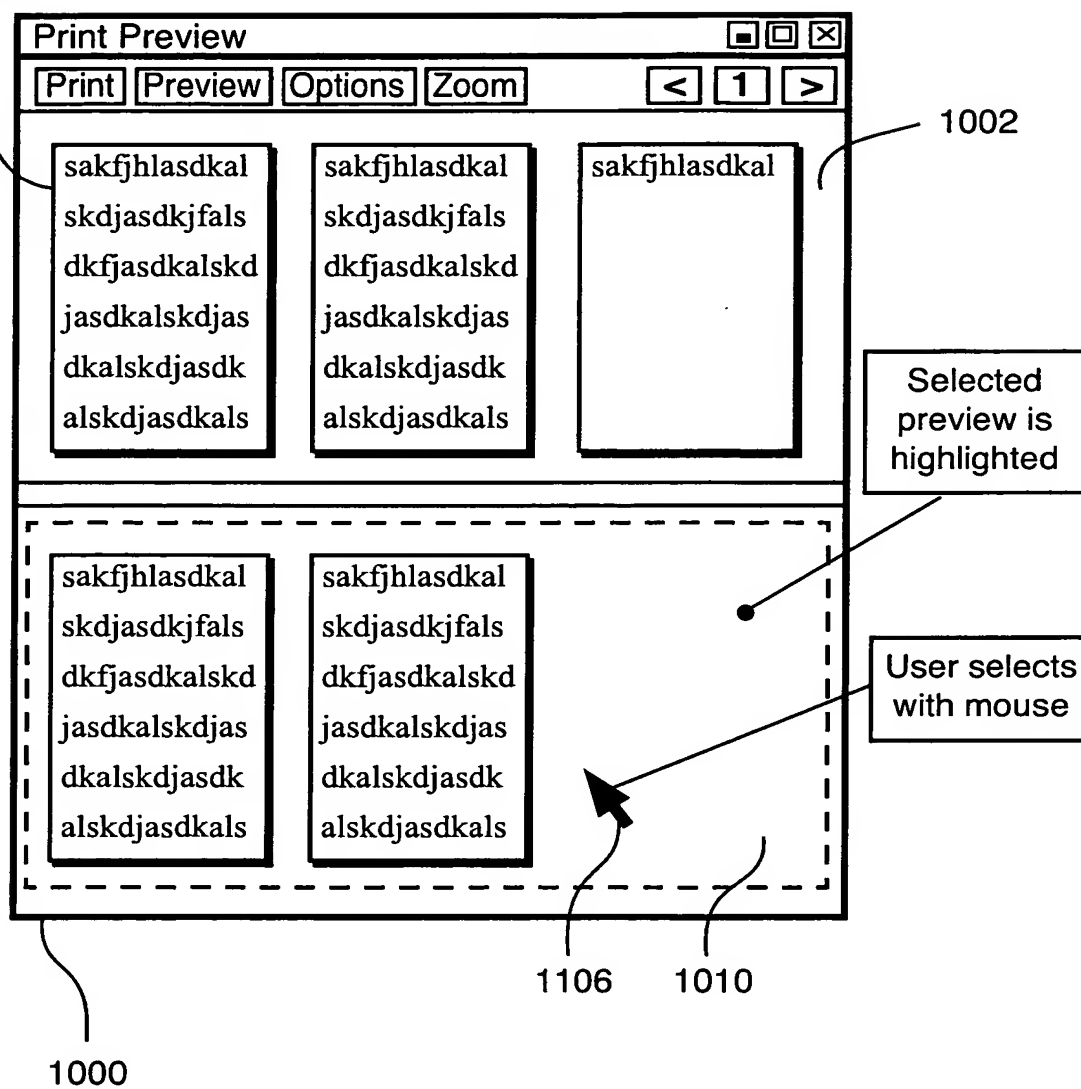 Print Preview
Print Preview Options Zoom < 1 >
1002
sakfjhlasdkal
skdjasdkjfals
dkfjasdkalskd
jasdkalskdjas
dkalskdjasdk
alskdjasdkals
sakfjhlasdkal
skdjasdkjfals
dkfjasdkalskd
jasdkalskdjas
dkalskdjasdk
alskdjasdkals
sakfjhlasdkal
Selected
preview is
highlighted
sakfjhlasdkal
skdjasdkjfals
dkfjasdkalskd
jasdkalskdjas
dkalskdjasdk
alskdjasdkals
sakfjhlasdkal
skdjasdkjfals
dkfjasdkalskd
jasdkalskdjas
dkalskdjasdk
alskdjasdkals
User selects
with mouse
1106
1010
1000